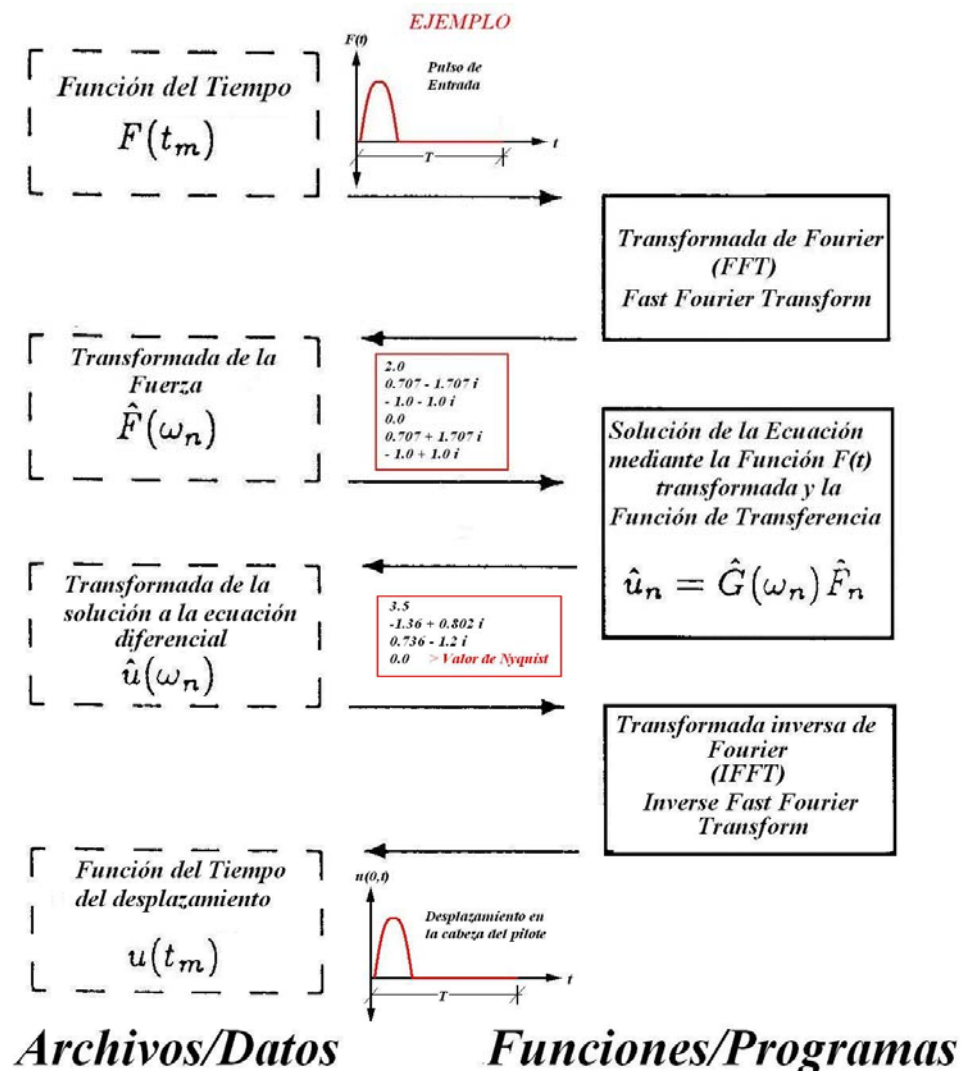 EJEMPLO
Función del Tiempo
F(t_m)
F(t)
Pulso de
Entrada
t
T
Transformada de Fourier
(FFT)
Fast Fourier Transform
Transformada de la
Fuerza
F̂(ω_n)
2.0
0.707 - 1.707 i
- 1.0 - 1.0 i
0.0
0.707 + 1.707 i
- 1.0 + 1.0 i
Solución de la Ecuación
mediante la Función F(t)
transformada y la
Función de Transferencia
û_n = Ĝ(ω_n) F̂_n
Transformada de la
solución a la ecuación
diferencial
û(ω_n)
3.5
-1.36 + 0.802 i
0.736 - 1.2 i
0.0 > Valor de Nyquist
Transformada inversa de
Fourier
(IFFT)
Inverse Fast Fourier
Transform
Función del Tiempo
del desplazamiento
u(t_m)
u(0,t)
Desplazamiento en
la cabeza del pilote
t
T
Archivos/Datos
Funciones/Programas